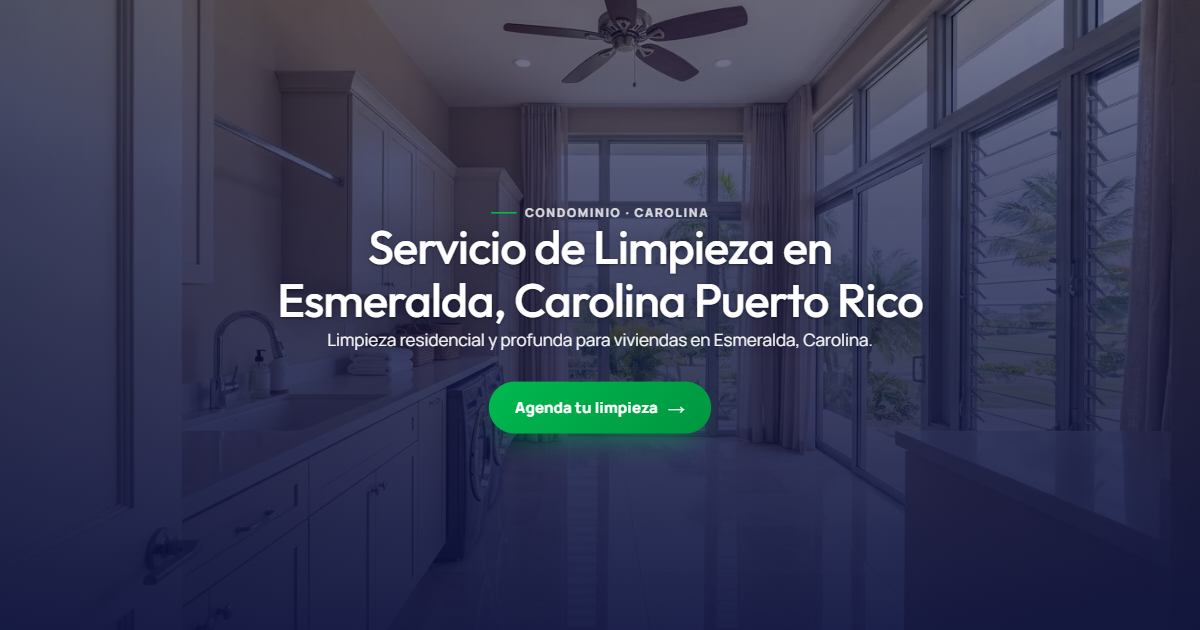 CONDOMINIO · CAROLINA
Servicio de Limpieza en
Esmeralda, Carolina Puerto Rico
Limpieza residencial y profunda para viviendas en Esmeralda, Carolina.
Agenda tu limpieza →